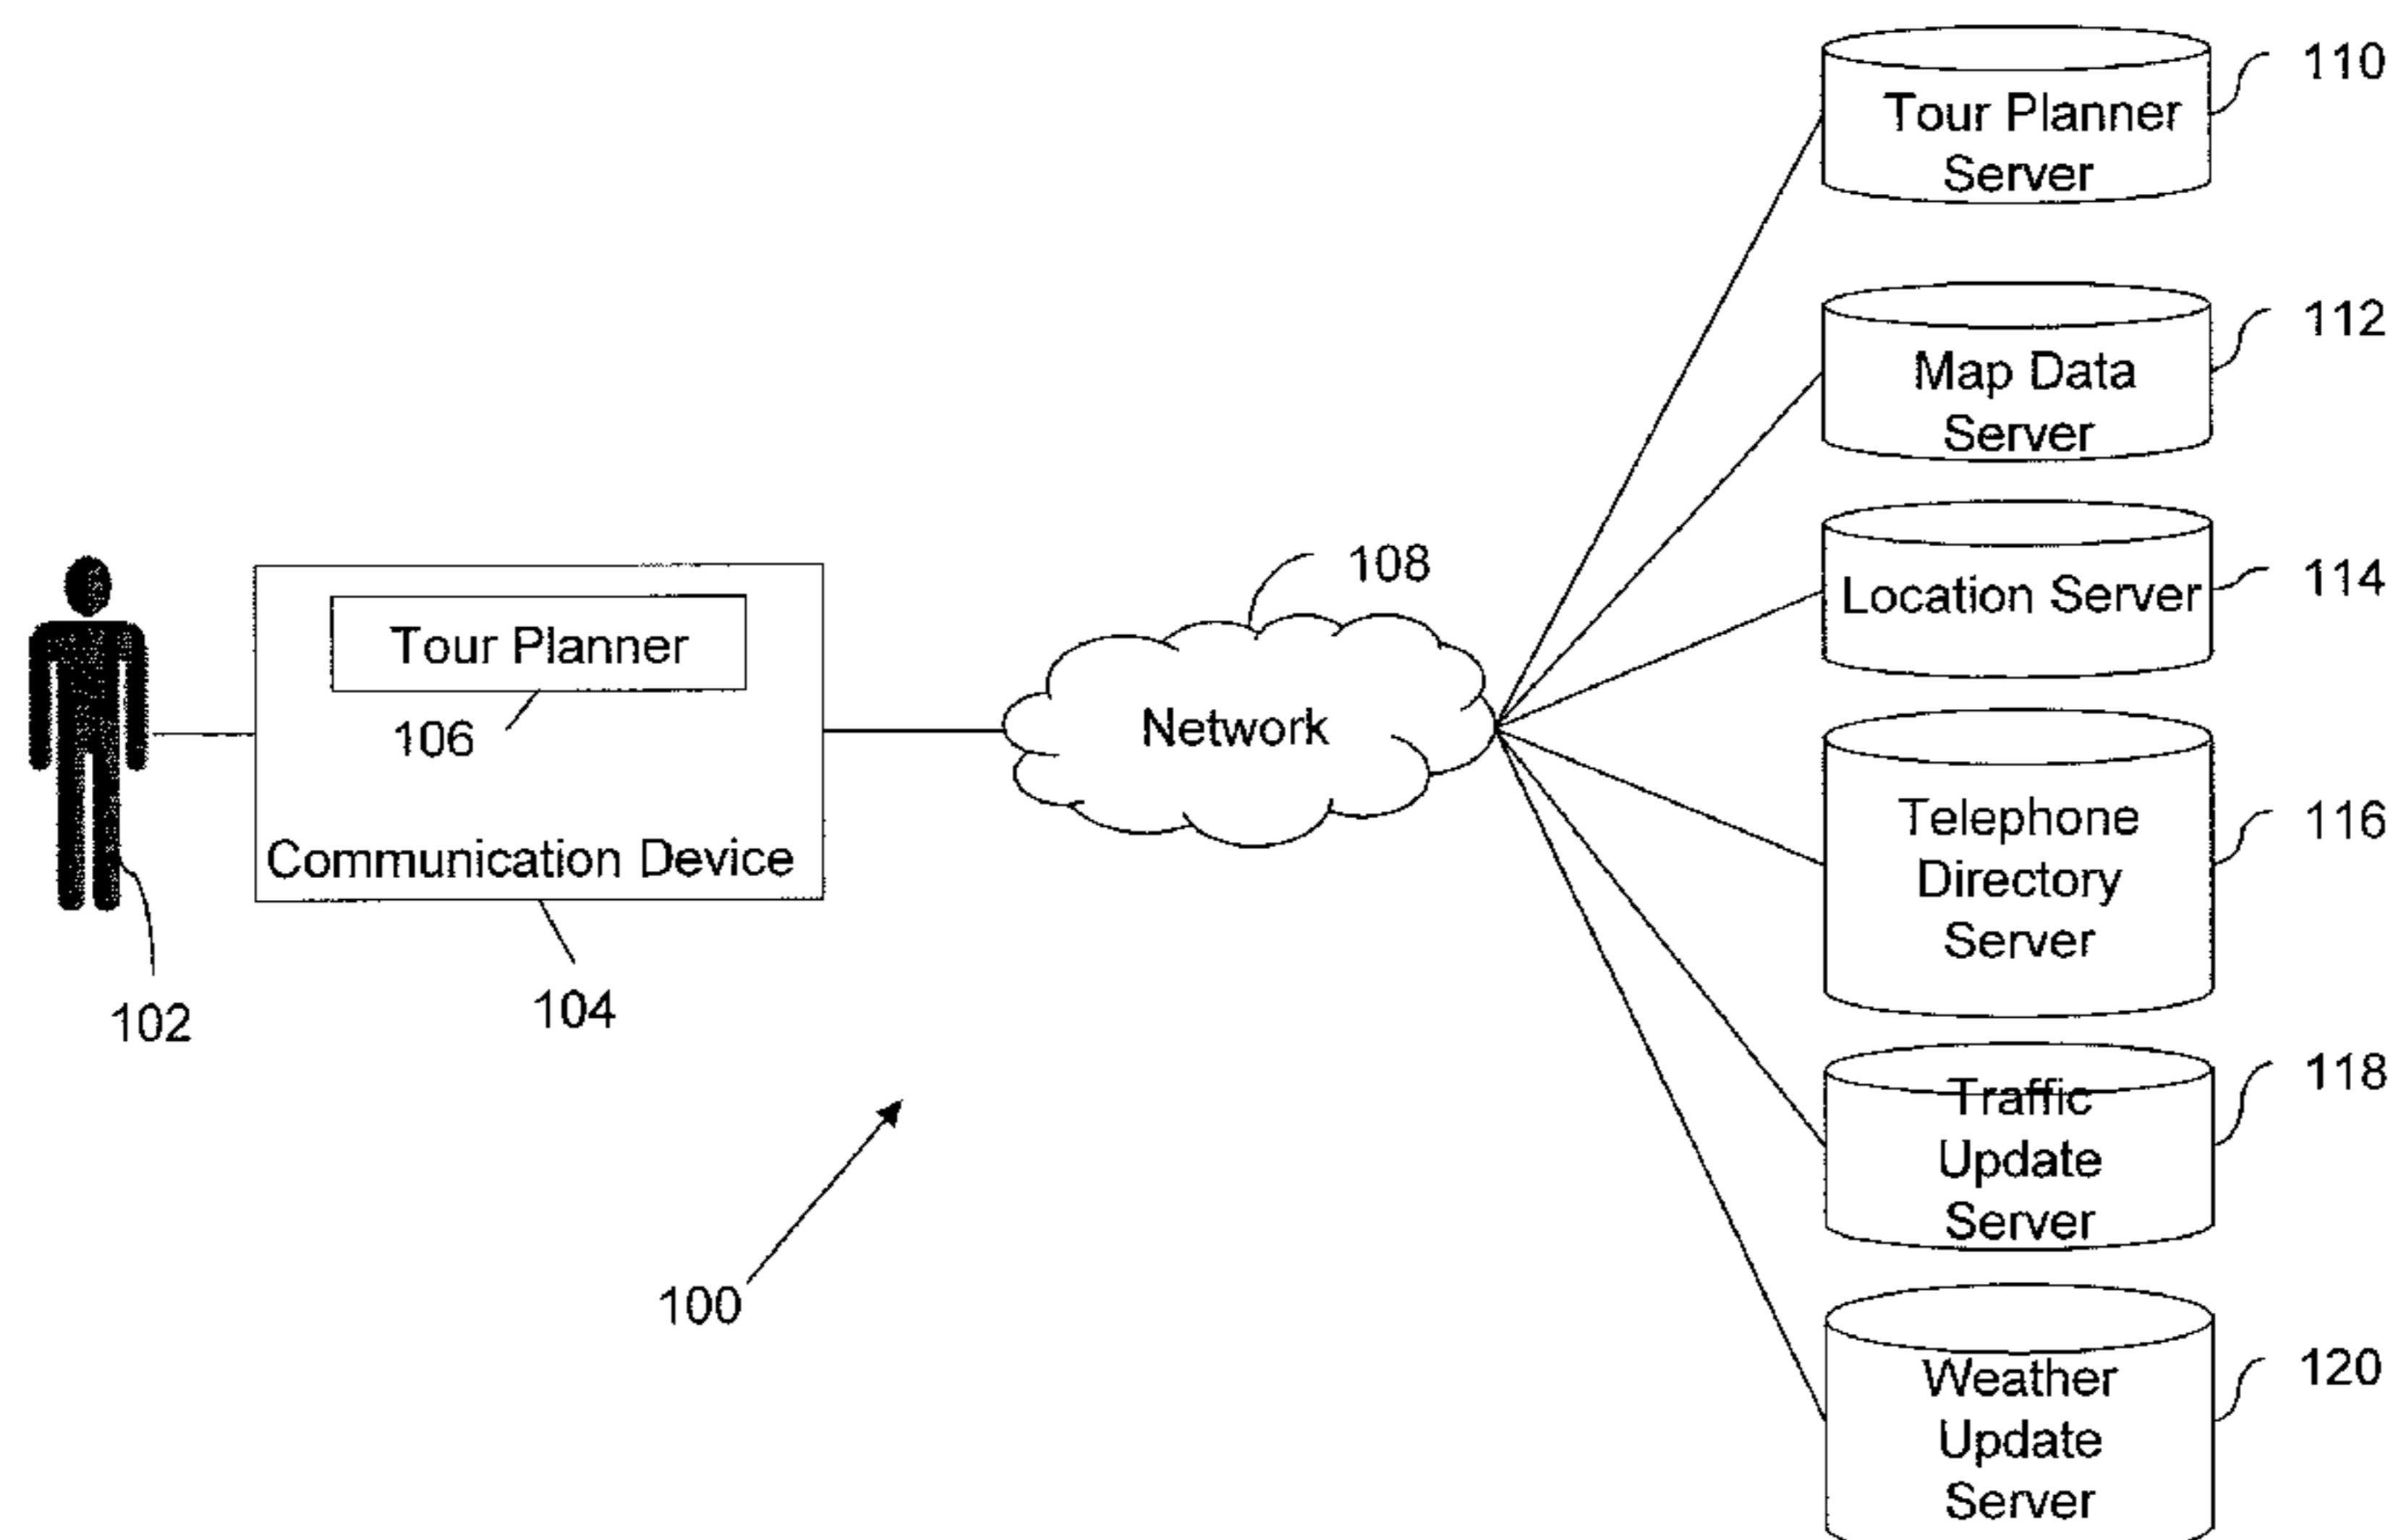 110
Tour Planner
Server
112
Map Data
Server
108
114
Location Server
Tour Planner
106
Network
Communication Device
116
Telephone
Directory
Server
102
104
118
Traffic
Update
Server
100
120
Weather
Update
Server